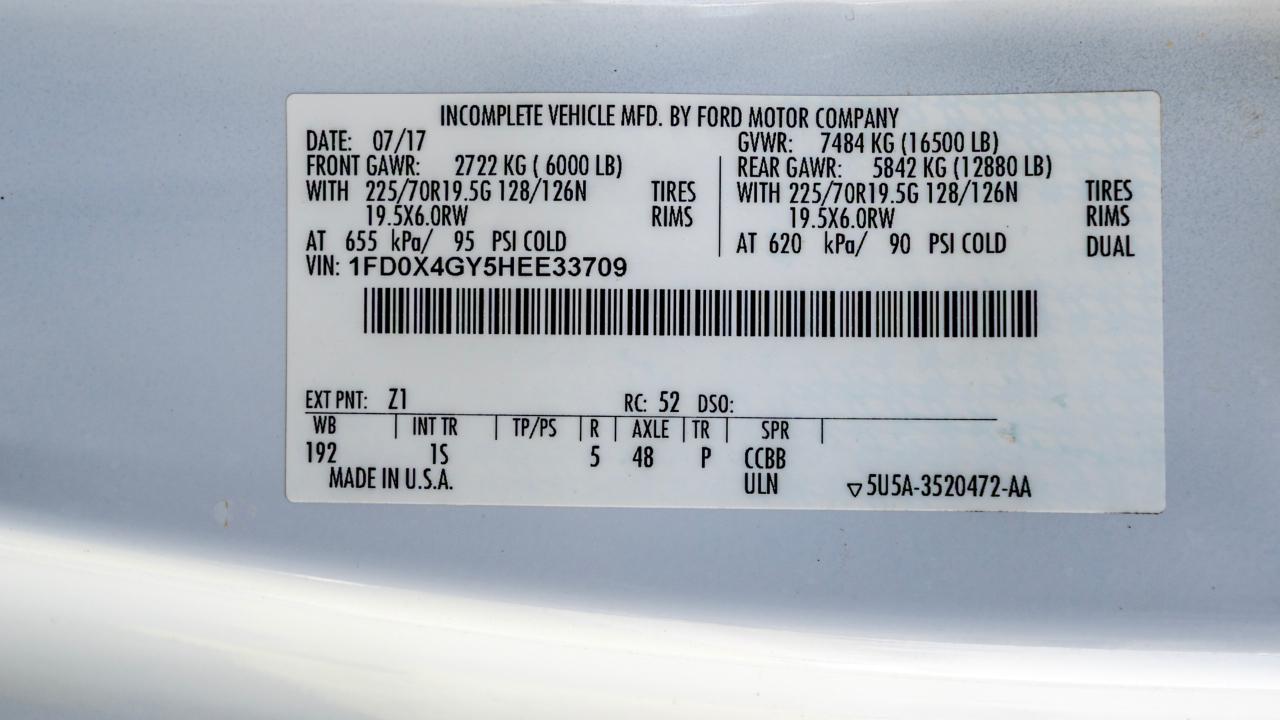 INCOMPLETE VEHICLE MFD. BY FORD MOTOR COMPANY
DATE: 07/17 GVWR: 7484 KG (16500 LB)
FRONT GAWR: 2722 KG ( 6000 LB) REAR GAWR: 5842 KG (12880 LB)
WITH 225/70R19.5G 128/126N TIRES WITH 225/70R19.5G 128/126N TIRES
19.5X6.0RW RIMS 19.5X6.0RW RIMS
AT 655 kPa/ 95 PSI COLD AT 620 kPa/ 90 PSI COLD DUAL
VIN: 1FD0X4GY5HEE33709
EXT PNT: Z1 RC: 52 DSO:
WB INT TR TP/PS R AXLE TR SPR
192 1S 5 48 P CCBB
MADE IN U.S.A. ULN ▽5U5A-3520472-AA